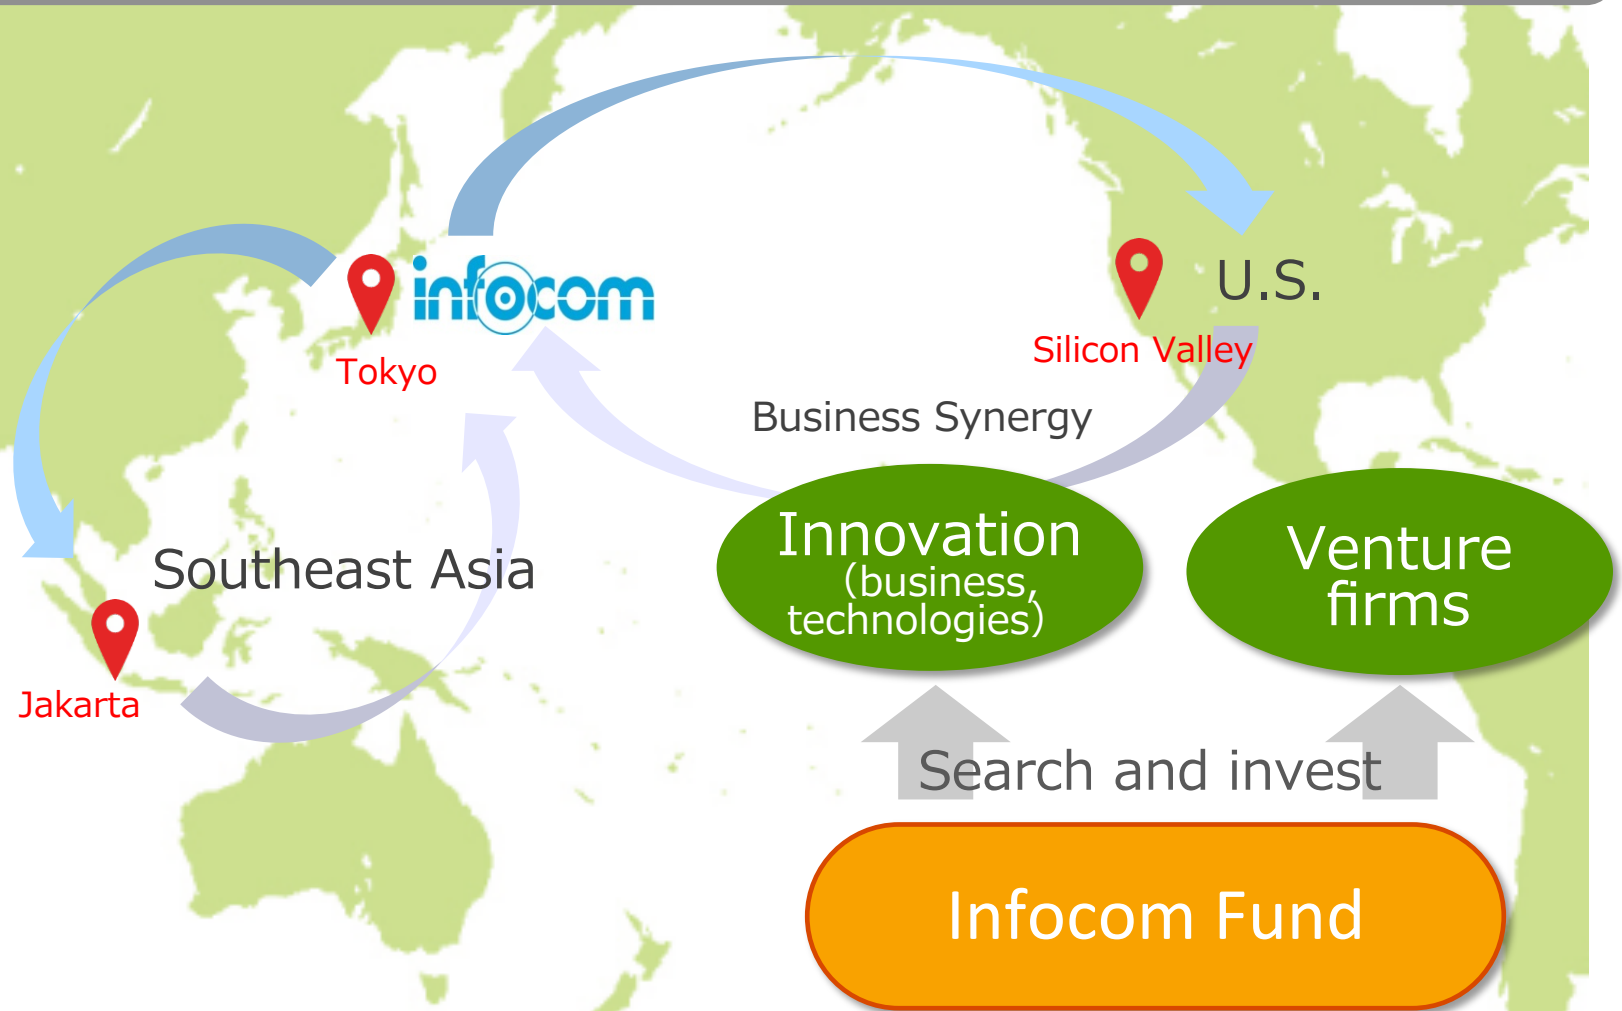 infocom
Tokyo
U.S.
Silicon Valley
Business Synergy
Southeast Asia
Jakarta
Innovation
（business,
technologies）
Venture
firms
Search and invest
Infocom Fund